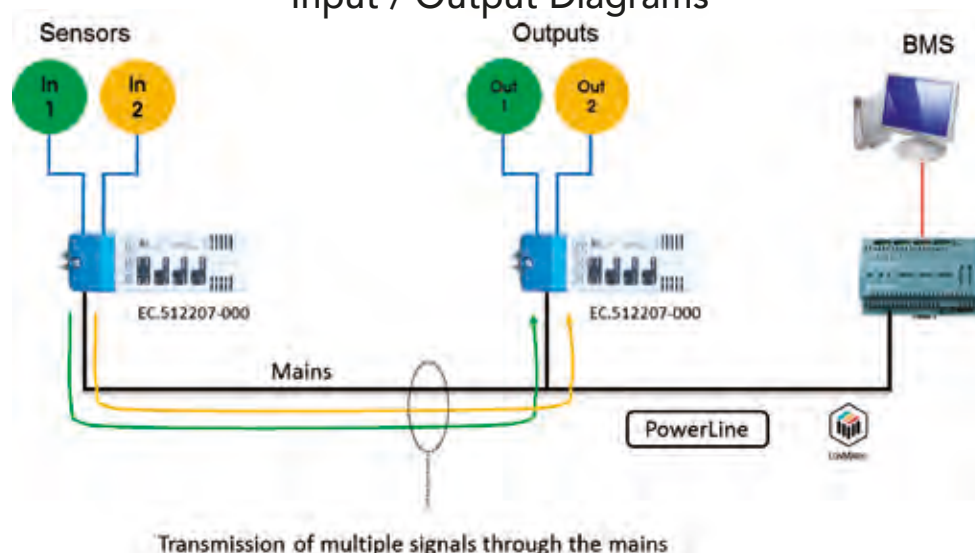 Input / Output Diagrams
Sensors
Outputs
BMS
In
1
In
2
Out
1
Out
2
EC.512207-000
EC.512207-000
Mains
PowerLine
Transmission of multiple signals through the mains